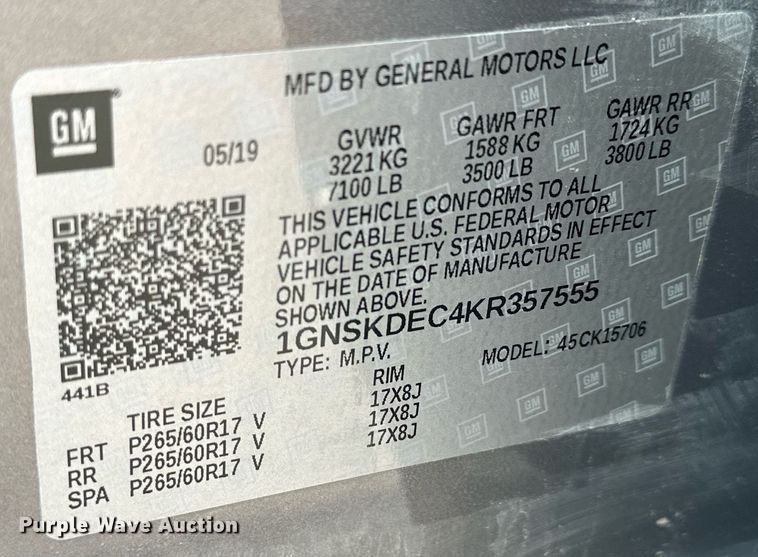 GM
MFD BY GENERAL MOTORS LLC
05/19
GVWR GAWR FRT GAWR RR
3221 KG 1588 KG 1724 KG
7100 LB 3500 LB 3800 LB
THIS VEHICLE CONFORMS TO ALL
APPLICABLE U.S. FEDERAL MOTOR
VEHICLE SAFETY STANDARDS IN EFFECT
ON THE DATE OF MANUFACTURE
SHOWN ABOVE.
1GNSKDEC4KR357555
TYPE: M.P.V. MODEL: 45CK15706
441B
TIRE SIZE RIM
FRT P265/60R17 V 17X8J
RR P265/60R17 V 17X8J
SPA P265/60R17 V 17X8J
Purple Wave Auction